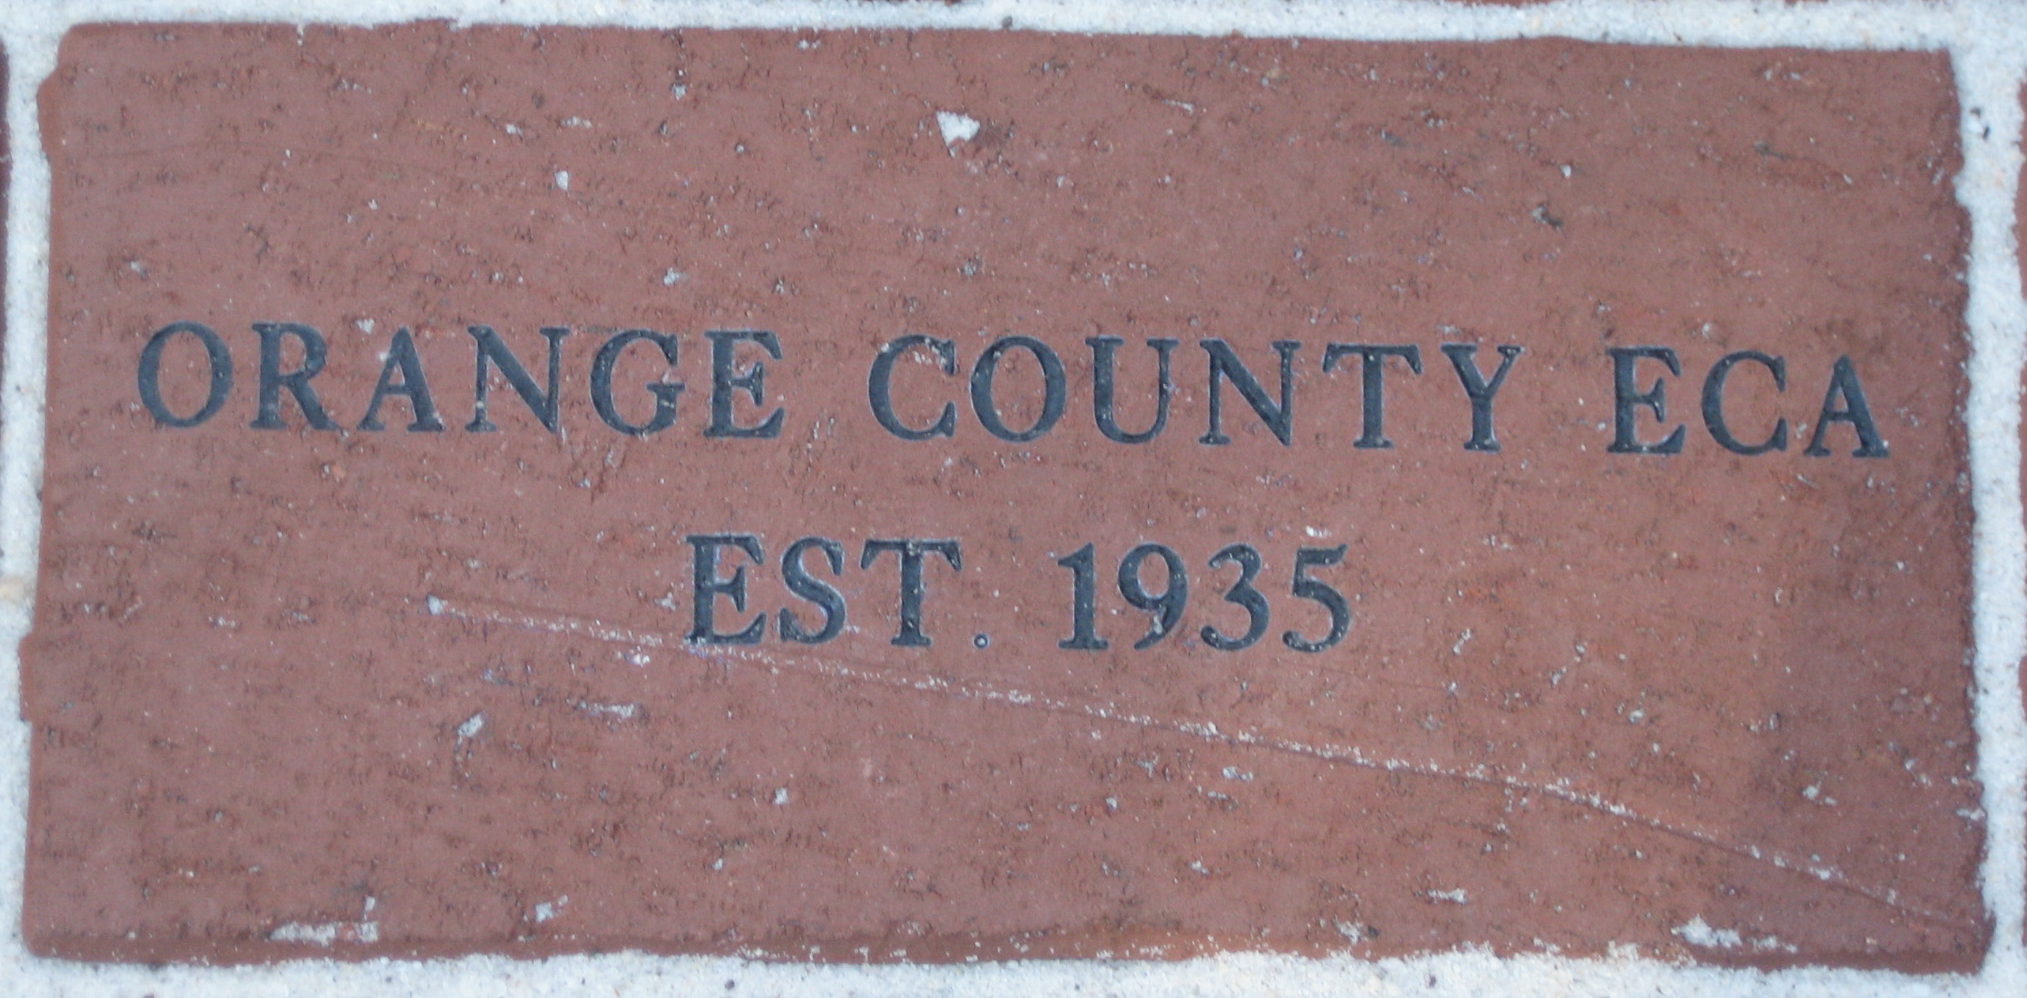 ORANGE COUNTY ECA
EST. 1935